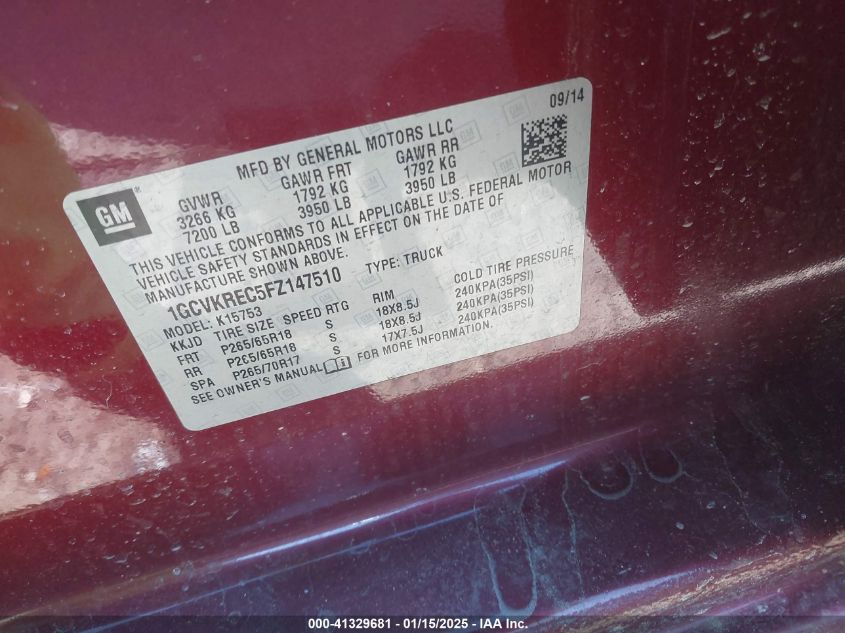 09/14
MFD BY GENERAL MOTORS LLC
GM
GVWR GAWR FRT GAWR RR
3266 KG 1792 KG 1792 KG
7200 LB 3950 LB 3950 LB
THIS VEHICLE CONFORMS TO ALL APPLICABLE U.S. FEDERAL MOTOR
VEHICLE SAFETY STANDARDS IN EFFECT ON THE DATE OF
MANUFACTURE SHOWN ABOVE.
1GCVKREC5FZ147510 TYPE: TRUCK
MODEL: K15753
KKJD TIRE SIZE SPEED RTG RIM COLD TIRE PRESSURE
FRT P265/65R18 S 18X8.5J 240KPA(35PSI)
RR P265/65R18 S 18X8.5J 240KPA(35PSI)
SPA P265/70R17 S 17X7.5J 240KPA(35PSI)
SEE OWNER'S MANUAL FOR MORE INFORMATION.
000-41329681 - 01/15/2025 - IAA Inc.